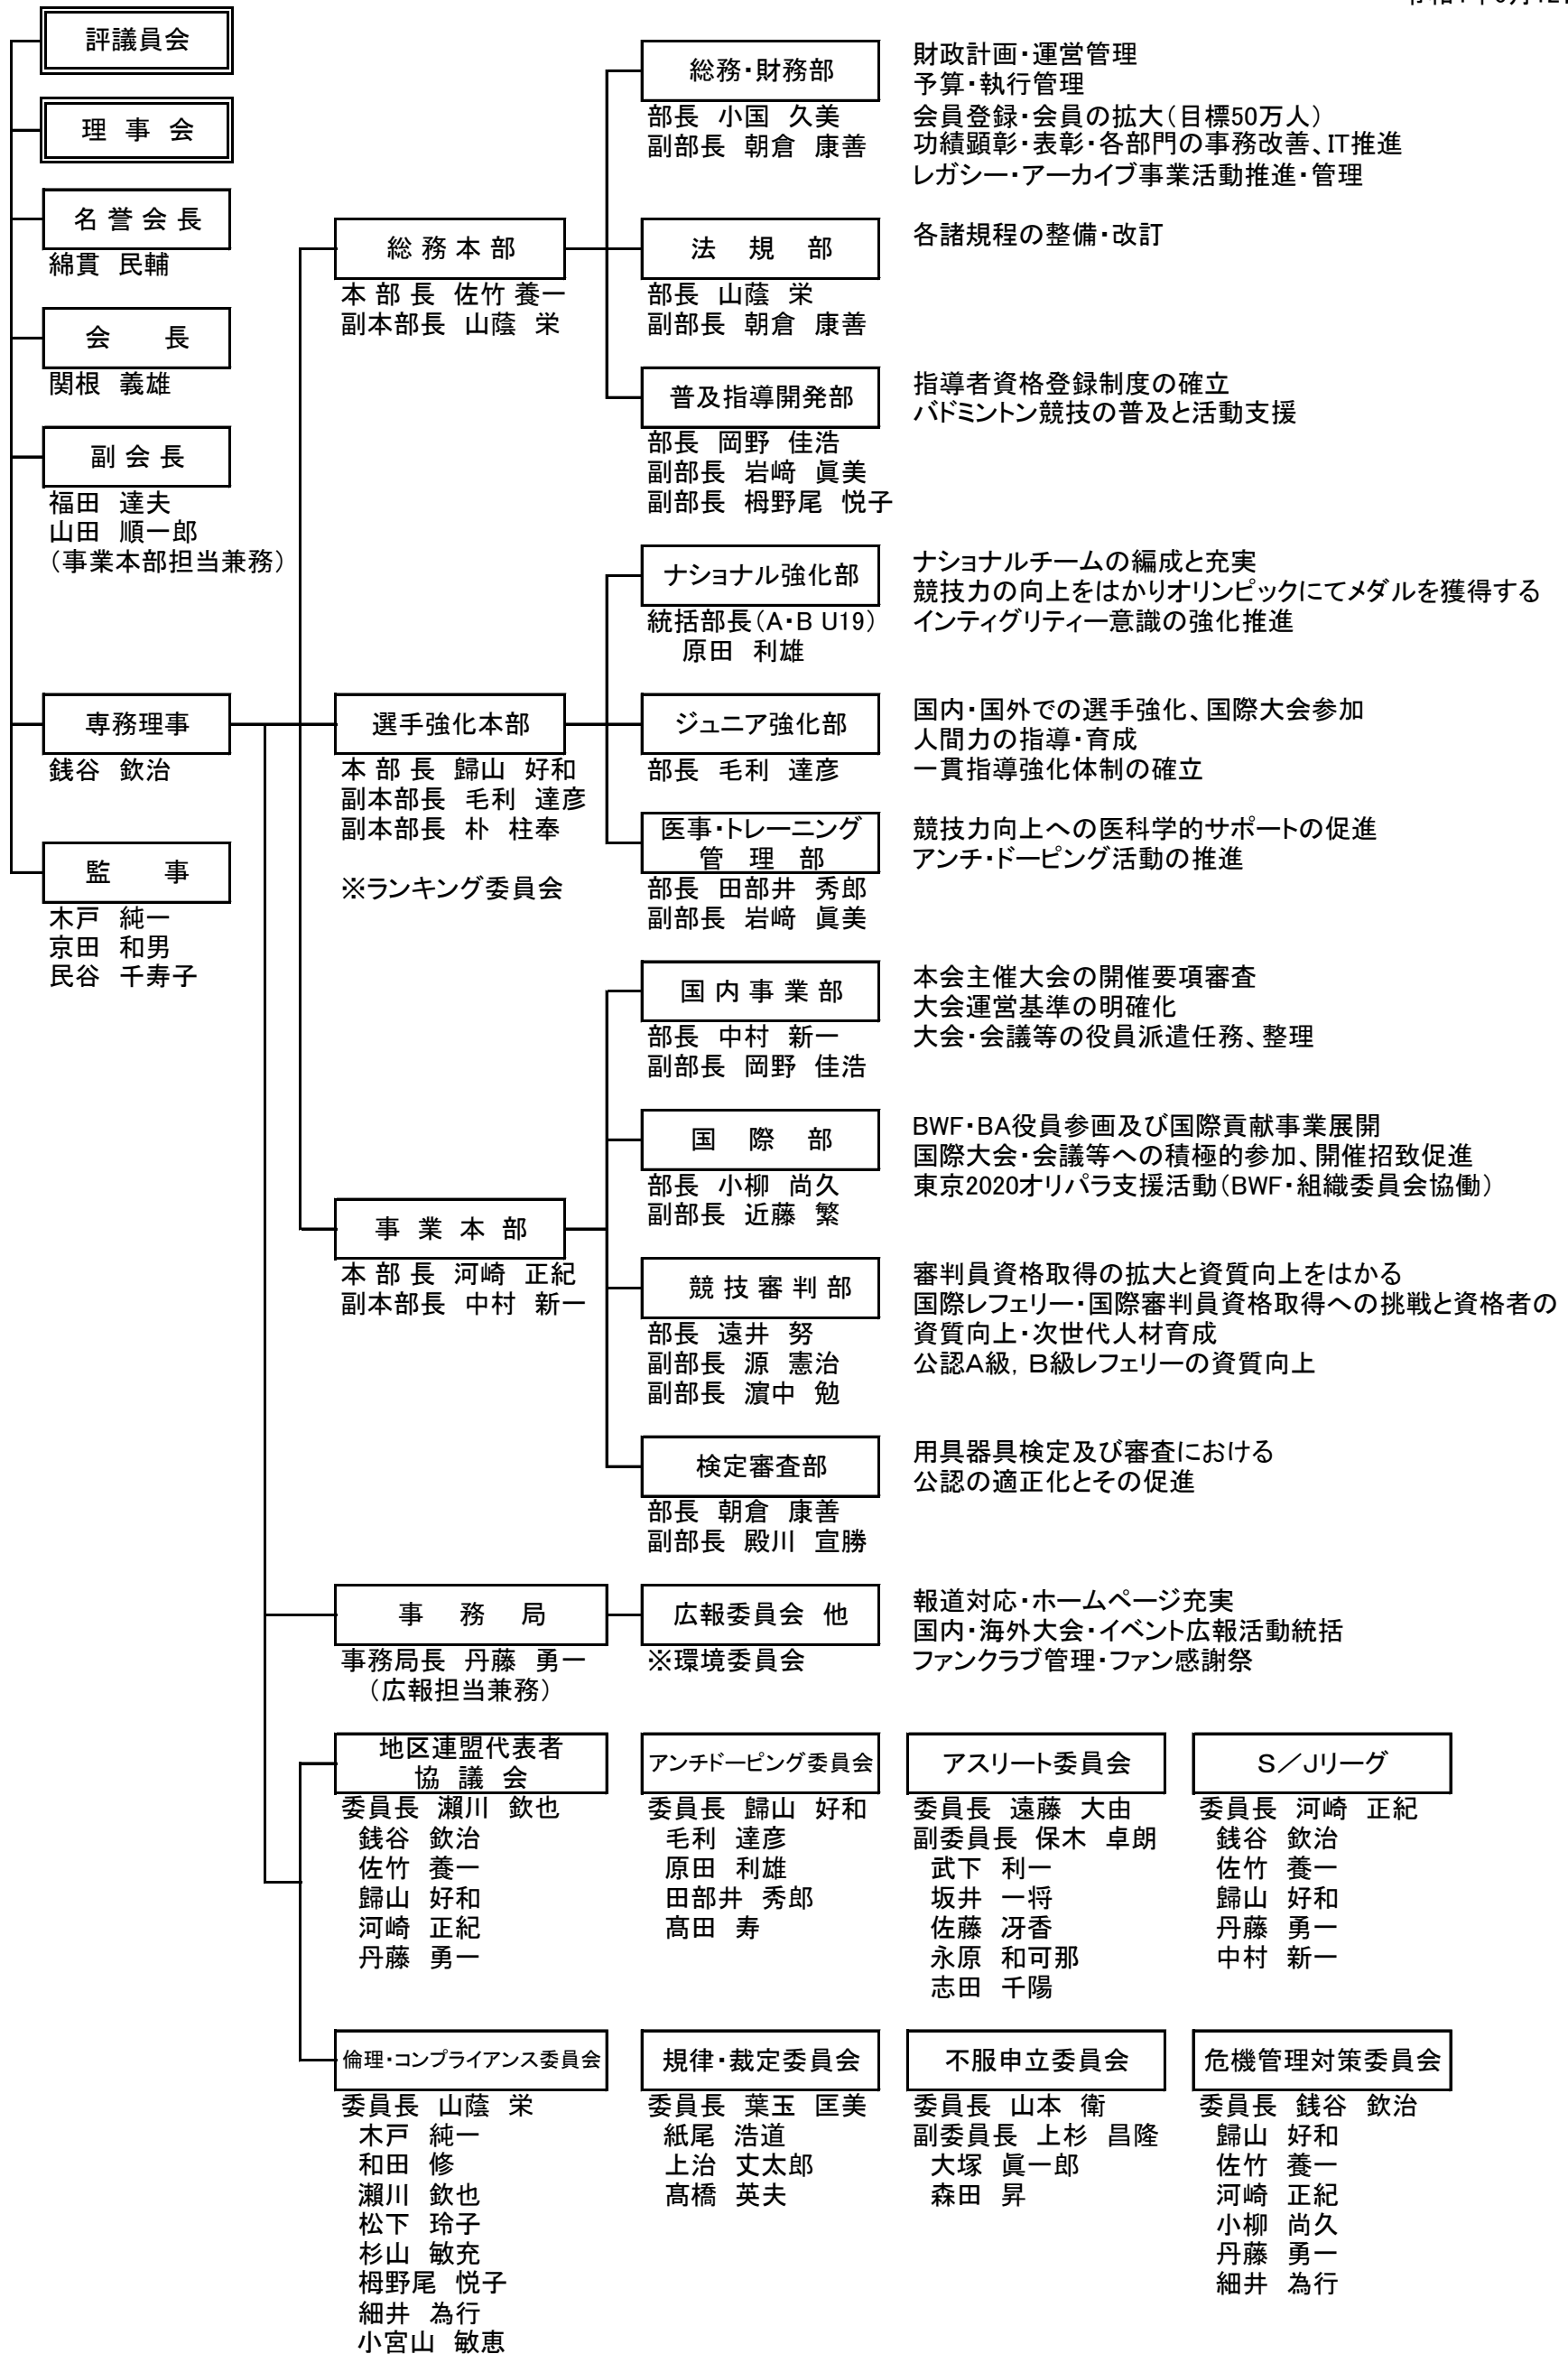 評議員会
理 事 会
名 誉 会 長
綿貫 民輔
会 長
関根 義雄
副 会 長
福田 達夫
山田 順一郎
（事業本部担当兼務）
専務理事
銭谷 欽治
監 事
木戸 純一
京田 和男
民谷 千寿子
総 務 本 部
本 部 長 佐竹 養一
副本部長 山蔭 栄
総務・財務部
部長 小国 久美
副部長 朝倉 康善
財政計画・運営管理
予算・執行管理
会員登録・会員の拡大（目標50万人）
功績顕彰・表彰・各部門の事務改善、IT推進
レガシー・アーカイブ事業活動推進・管理
法 規 部
部長 山蔭 栄
副部長 朝倉 康善
各諸規程の整備・改訂
普及指導開発部
部長 岡野 佳浩
副部長 岩﨑 眞美
副部長 栂野尾 悦子
指導者資格登録制度の確立
バドミントン競技の普及と活動支援
選手強化本部
本 部 長 歸山 好和
副本部長 毛利 達彦
副本部長 朴 柱奉
※ランキング委員会
ナショナル強化部
統括部長（A・B U19）
原田 利雄
ナショナルチームの編成と充実
競技力の向上をはかりオリンピックにてメダルを獲得する
インティグリティー意識の強化推進
ジュニア強化部
部長 毛利 達彦
国内・国外での選手強化、国際大会参加
人間力の指導・育成
一貫指導強化体制の確立
医事・トレーニング
管 理 部
部長 田部井 秀郎
副部長 岩﨑 眞美
競技力向上への医科学的サポートの促進
アンチ・ドーピング活動の推進
事 業 本 部
本 部 長 河崎 正紀
副本部長 中村 新一
国 内 事 業 部
部長 中村 新一
副部長 岡野 佳浩
本会主催大会の開催要項審査
大会運営基準の明確化
大会・会議等の役員派遣任務、整理
国 際 部
部長 小柳 尚久
副部長 近藤 繁
BWF・BA役員参画及び国際貢献事業展開
国際大会・会議等への積極的参加、開催招致促進
東京2020オリパラ支援活動（BWF・組織委員会協働）
競 技 審 判 部
部長 遠井 努
副部長 源 憲治
副部長 濵中 勉
審判員資格取得の拡大と資質向上をはかる
国際レフェリー・国際審判員資格取得への挑戦と資格者の
資質向上・次世代人材育成
公認A級，B級レフェリーの資質向上
検定審査部
部長 朝倉 康善
副部長 殿川 宣勝
用具器具検定及び審査における
公認の適正化とその促進
事 務 局
事務局長 丹藤 勇一
（広報担当兼務）
広報委員会 他
※環境委員会
報道対応・ホームページ充実
国内・海外大会・イベント広報活動統括
ファンクラブ管理・ファン感謝祭
地区連盟代表者
協 議 会
委員長 瀨川 欽也
銭谷 欽治
佐竹 養一
歸山 好和
河崎 正紀
丹藤 勇一
アンチドーピング委員会
委員長 歸山 好和
毛利 達彦
原田 利雄
田部井 秀郎
髙田 寿
アスリート委員会
委員長 遠藤 大由
副委員長 保木 卓朗
武下 利一
坂井 一将
佐藤 冴香
永原 和可那
志田 千陽
S／Jリーグ
委員長 河崎 正紀
銭谷 欽治
佐竹 養一
歸山 好和
丹藤 勇一
中村 新一
倫理・コンプライアンス委員会
委員長 山蔭 栄
木戸 純一
和田 修
瀨川 欽也
松下 玲子
杉山 敏充
栂野尾 悦子
細井 為行
小宮山 敏恵
規律・裁定委員会
委員長 葉玉 匡美
紙尾 浩道
上治 丈太郎
髙橋 英夫
不服申立委員会
委員長 山本 衛
副委員長 上杉 昌隆
大塚 眞一郎
森田 昇
危機管理対策委員会
委員長 銭谷 欽治
歸山 好和
佐竹 養一
河崎 正紀
小柳 尚久
丹藤 勇一
細井 為行